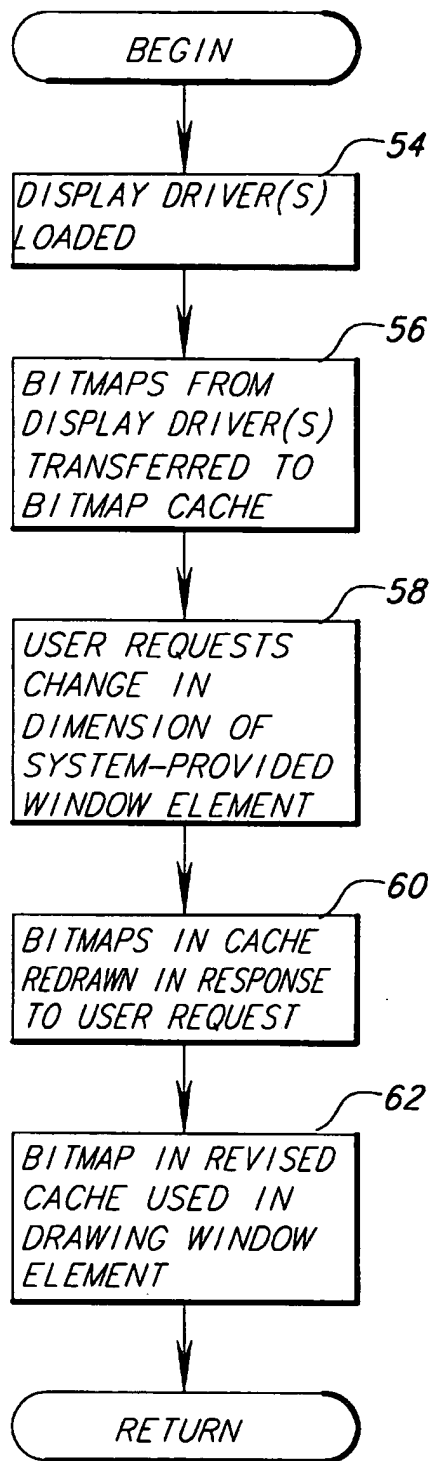 BEGIN
54
DISPLAY DRIVER(S)
LOADED
56
BITMAPS FROM
DISPLAY DRIVER(S)
TRANSFERRED TO
BITMAP CACHE
58
USER REQUESTS
CHANGE IN
DIMENSION OF
SYSTEM-PROVIDED
WINDOW ELEMENT
60
BITMAPS IN CACHE
REDRAWN IN RESPONSE
TO USER REQUEST
62
BITMAP IN REVISED
CACHE USED IN
DRAWING WINDOW
ELEMENT
RETURN